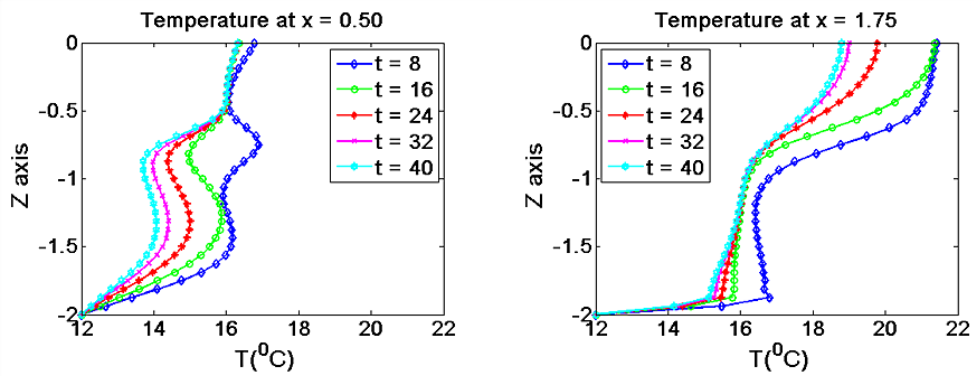 Temperature at x = 0.50
0
-0.5
-1
-1.5
-2
Z axis
12 14 16 18 20 22
T(⁰C)
t = 8
t = 16
t = 24
t = 32
t = 40
Temperature at x = 1.75
0
-0.5
-1
-1.5
-2
Z axis
12 14 16 18 20 22
T(⁰C)
t = 8
t = 16
t = 24
t = 32
t = 40